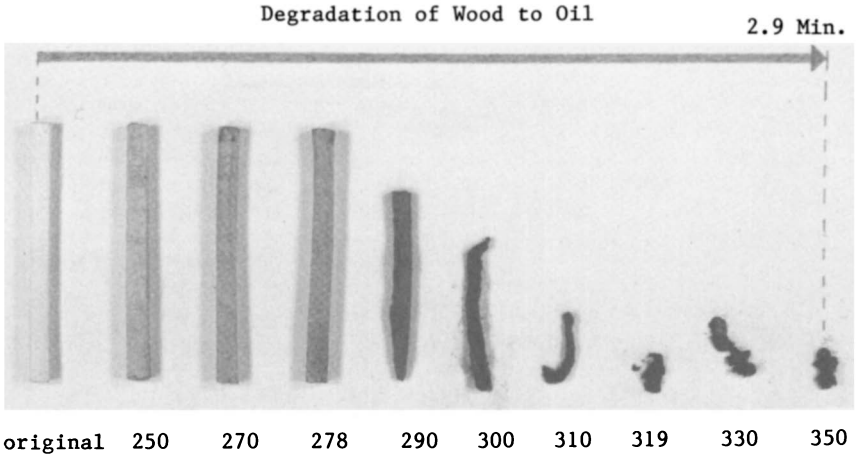 Degradation of Wood to Oil
2.9 Min.
original 250 270 278 290 300 310 319 330 350